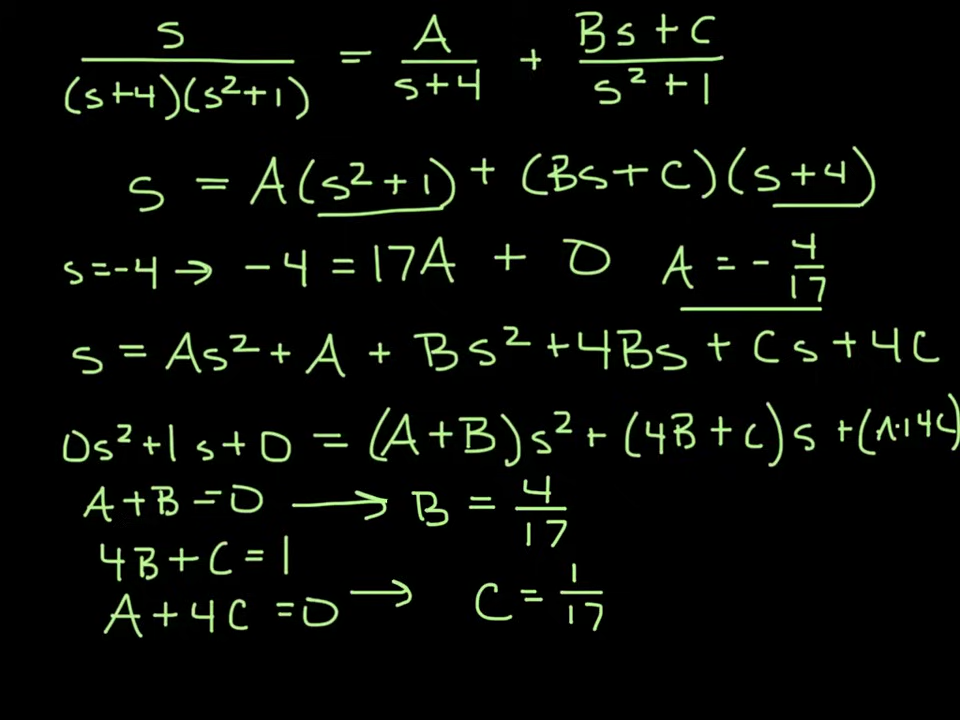 s/((s+4)(s²+1)) = A/(s+4) + (Bs+C)/(s²+1)
s = A(s²+1) + (Bs+C)(s+4)
s=-4 → -4 = 17A + 0 A = - 4/17
s = As² + A + Bs² + 4Bs + Cs + 4C
0s²+1s+0 = (A+B)s² + (4B+C)s + (A+4C)
A+B=0 → B = 4/17
4B+C=1
A+4C=0 → C = 1/17